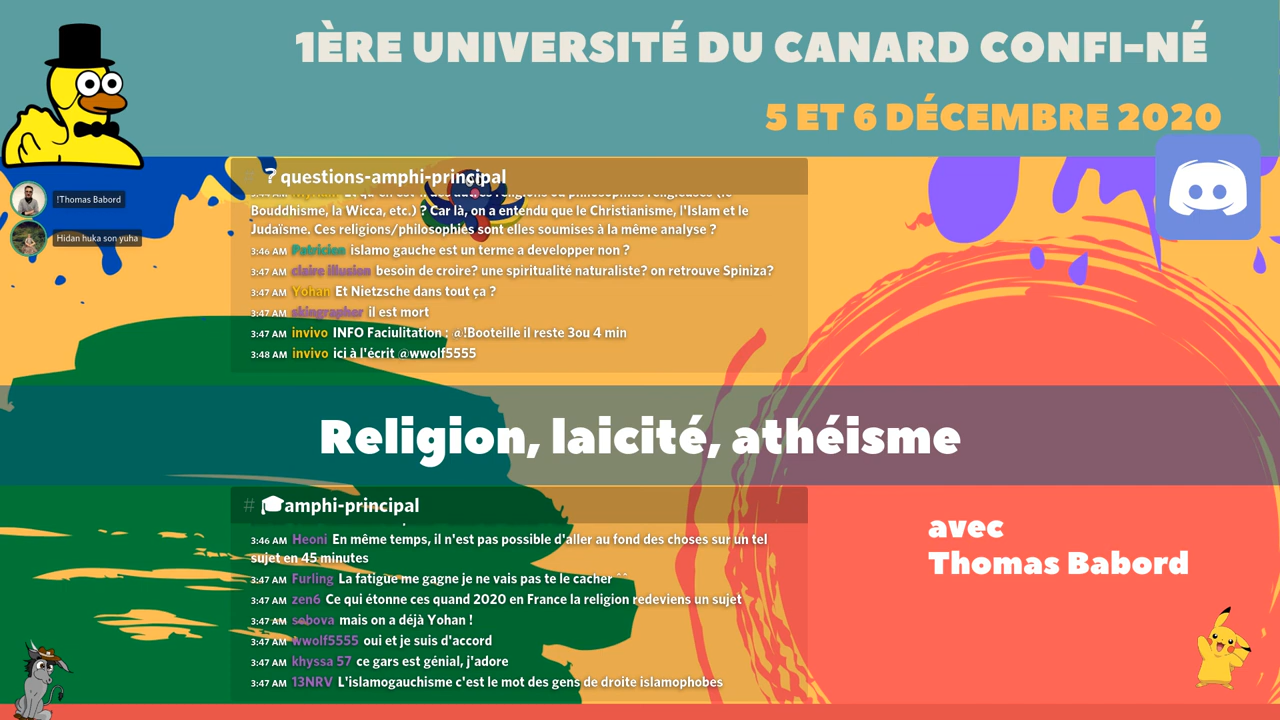 1ÈRE UNIVERSITÉ DU CANARD CONFI-NÉ
5 ET 6 DÉCEMBRE 2020
!Thomas Babord
Hidan huka son yuha
# ? questions-amphi-principal
Bouddhisme, la Wicca, etc.) ? Car là, on a entendu que le Christianisme, l'Islam et le
Judaïsme. Ces religions/philosophies sont elles soumises à la même analyse ?
3:46 AM Patricien islamo gauche est un terme a developper non ?
3:47 AM claire illusion besoin de croire? une spiritualité naturaliste? on retrouve Spiniza?
3:47 AM Yohan Et Nietzsche dans tout ça ?
3:47 AM skingrapher il est mort
3:47 AM invivo INFO Faciulitation : @!Booteille il reste 3ou 4 min
3:48 AM invivo ici à l'écrit @wwolf5555
Religion, laicité, athéisme
# amphi-principal
3:46 AM Heoni En même temps, il n'est pas possible d'aller au fond des choses sur un tel
sujet en 45 minutes
3:47 AM Furling La fatigue me gagne je ne vais pas te le cacher ^^
3:47 AM zen6 Ce qui étonne ces quand 2020 en France la religion redeviens un sujet
3:47 AM sobova mais on a déjà Yohan !
3:47 AM wwolf5555 oui et je suis d'accord
3:47 AM khyssa 57 ce gars est génial, j'adore
3:47 AM 13NRV L'islamogauchisme c'est le mot des gens de droite islamophobes
avec
Thomas Babord